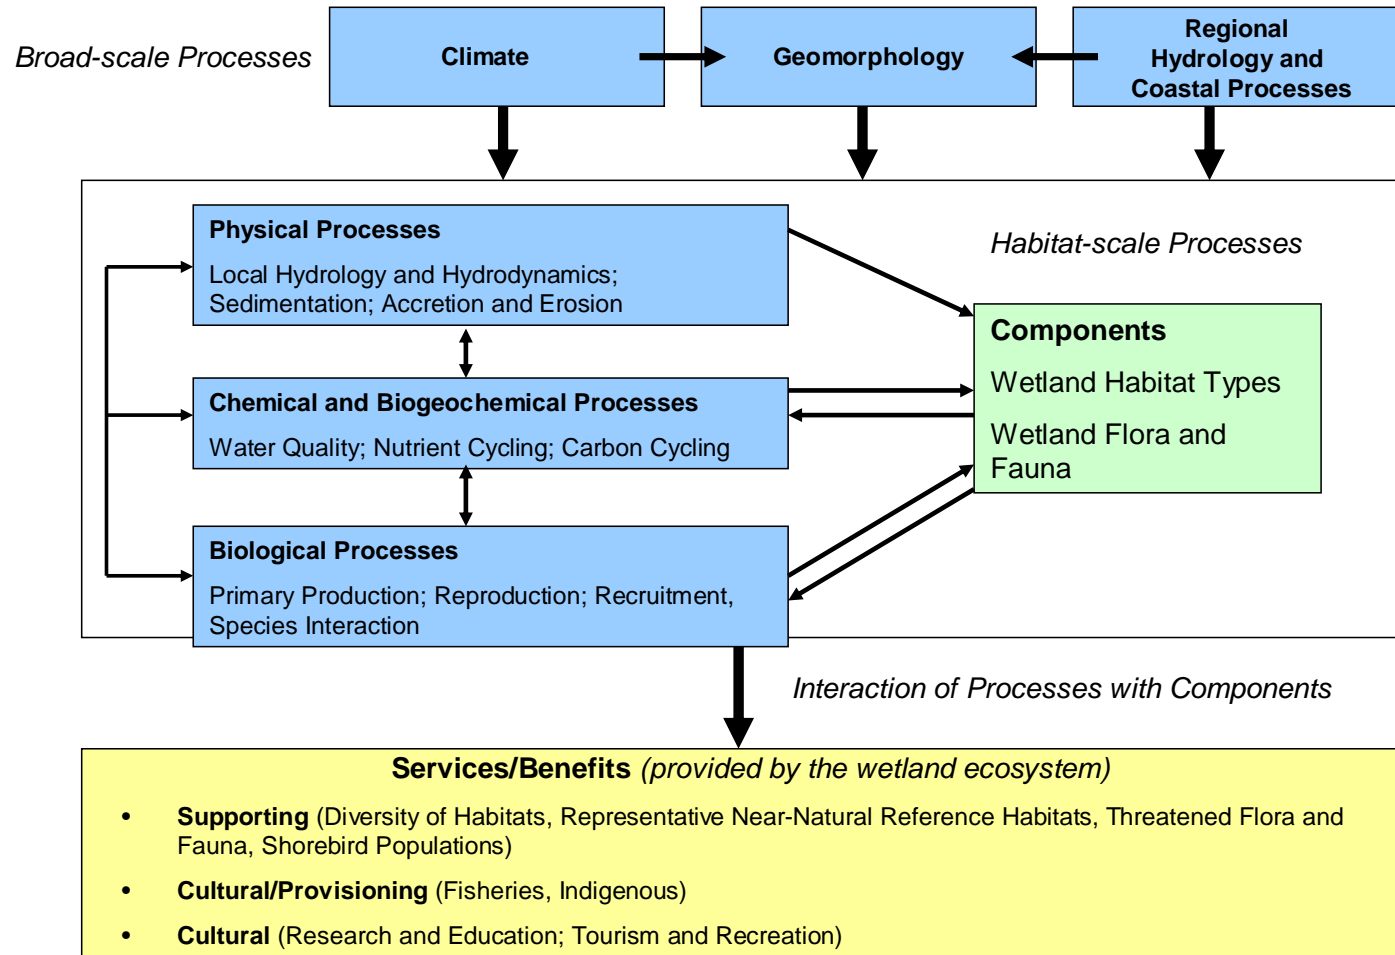 Broad-scale Processes
Climate
Geomorphology
Regional
Hydrology and
Coastal Processes
Physical Processes
Local Hydrology and Hydrodynamics;
Sedimentation; Accretion and Erosion
Habitat-scale Processes
Components
Wetland Habitat Types
Wetland Flora and
Fauna
Chemical and Biogeochemical Processes
Water Quality; Nutrient Cycling; Carbon Cycling
Biological Processes
Primary Production; Reproduction; Recruitment,
Species Interaction
Interaction of Processes with Components
Services/Benefits (provided by the wetland ecosystem)
• Supporting (Diversity of Habitats, Representative Near-Natural Reference Habitats, Threatened Flora and
Fauna, Shorebird Populations)
• Cultural/Provisioning (Fisheries, Indigenous)
• Cultural (Research and Education; Tourism and Recreation)